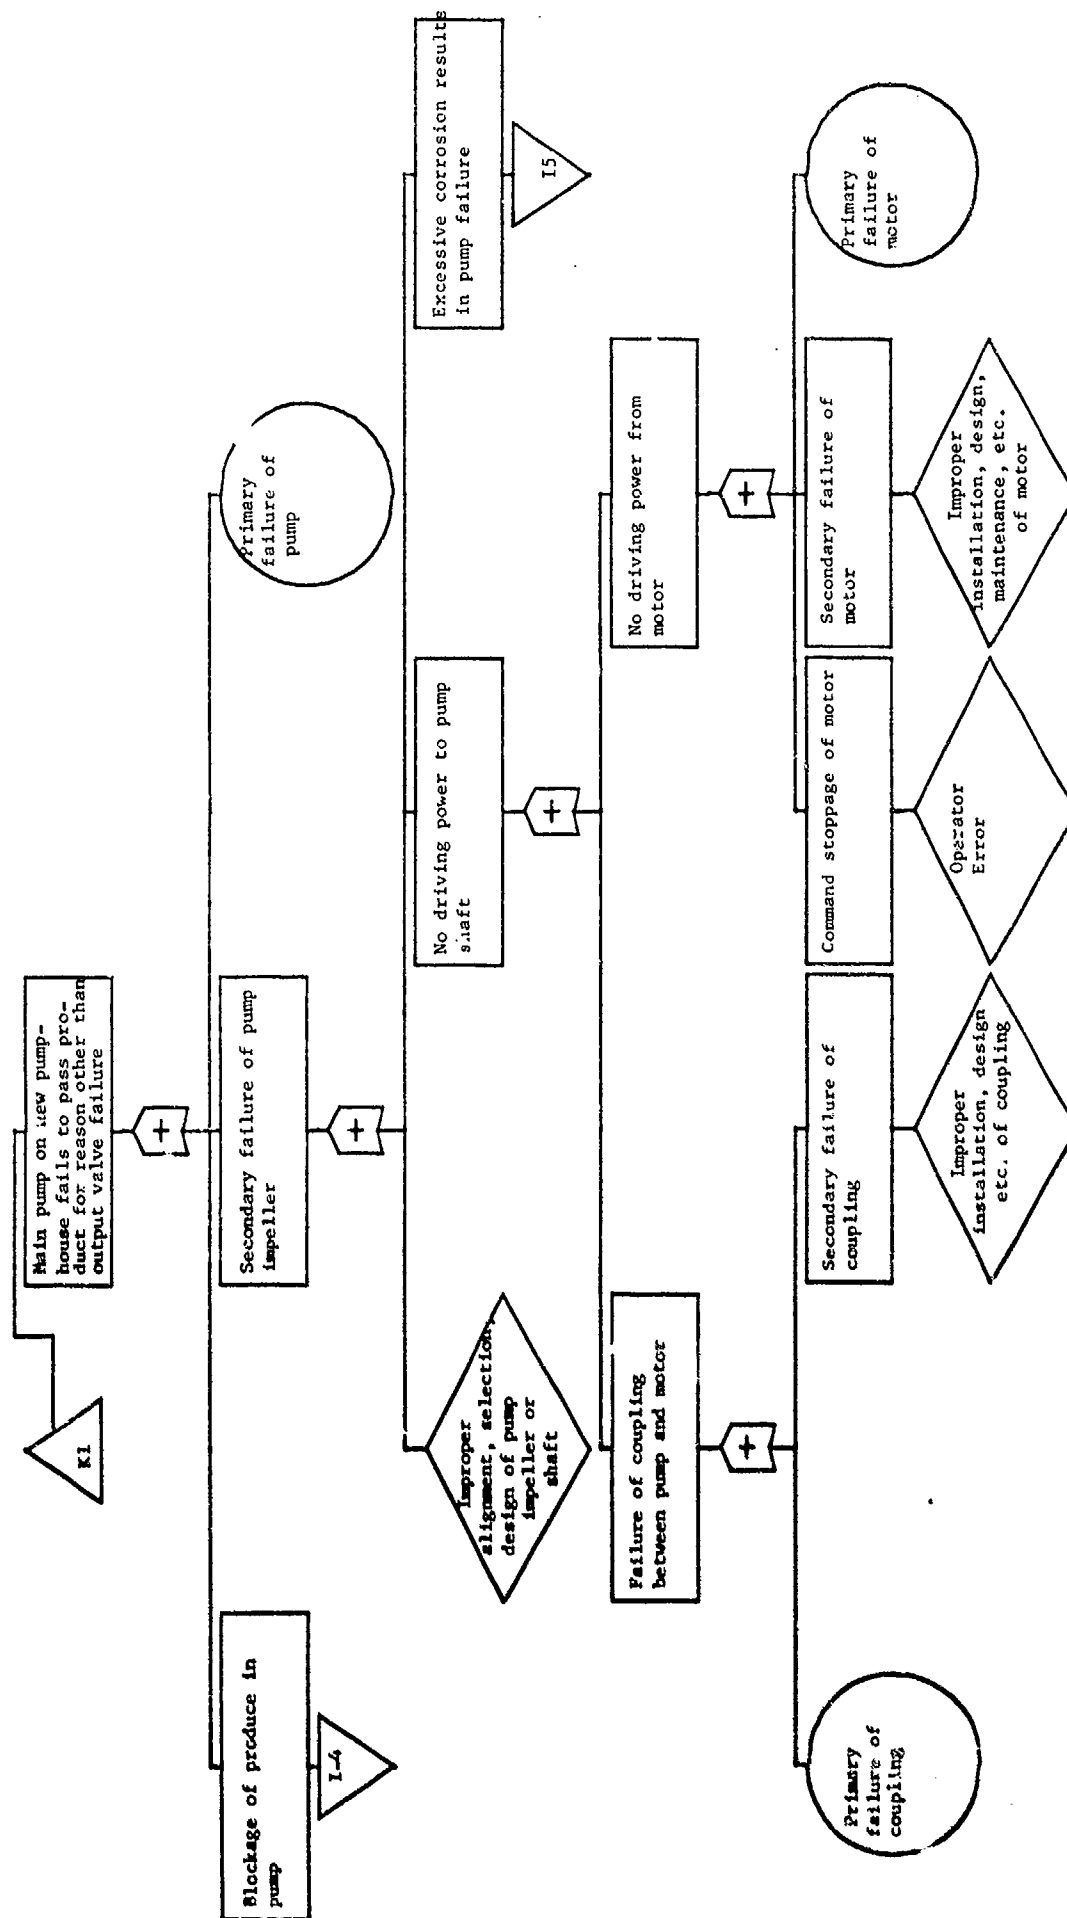 K1
Main pump on new pump-
house fails to pass pro-
duct for reason other than
output valve failure
+
Blockage of produce in
pump
I-4
Secondary failure of pump
impeller
+
Primary
failure of
pump
Improper
alignment, selection,
design of pump
impeller or
shaft
No driving power to pump
shaft
+
Excessive corrosion results
in pump failure
I5
Failure of coupling
between pump and motor
+
No driving power from
motor
+
Primary
failure of
coupling
Secondary failure of
coupling
Improper
installation, design
etc. of coupling
Command stoppage of motor
Operator
Error
Secondary failure of
motor
Improper
installation, design,
maintenance, etc.
of motor
Primary
failure of
motor